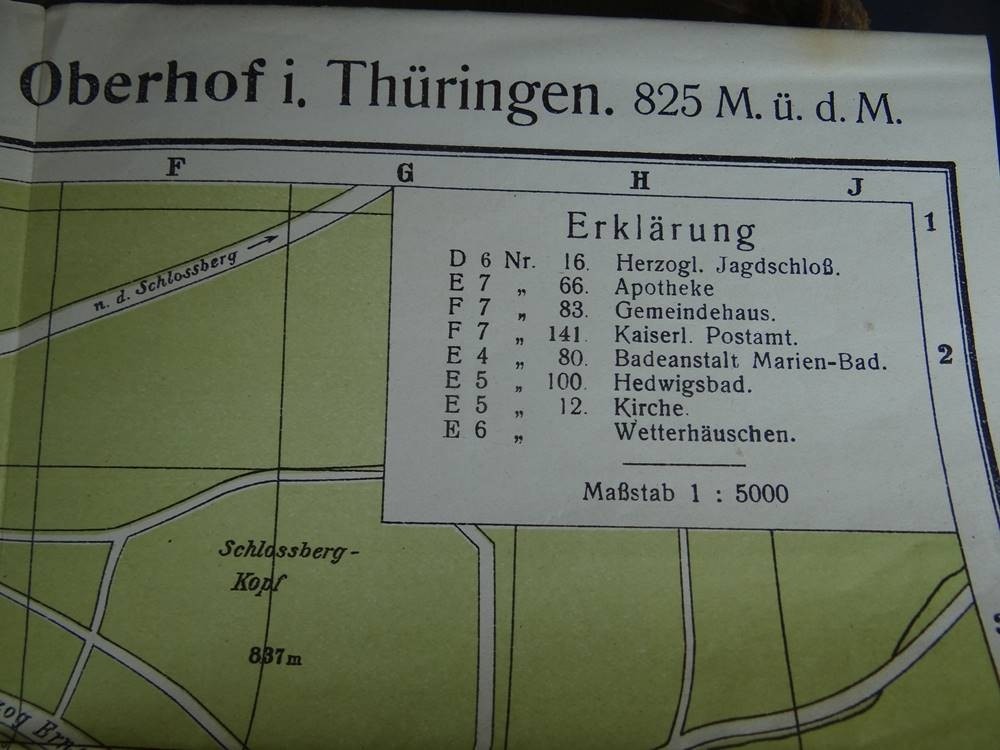 Oberhof i. Thüringen. 825 M. ü. d. M.
F G H J
1
Erklärung
D 6 Nr. 16. Herzogl. Jagdschloß.
E 7 „ 66. Apotheke
F 7 „ 83. Gemeindehaus.
F 7 „ 141. Kaiserl. Postamt.
E 4 „ 80. Badeanstalt Marien-Bad.
E 5 „ 100. Hedwigsbad.
E 5 „ 12. Kirche.
E 6 „ Wetterhäuschen.
Maßstab 1 : 5000
2
n. d. Schlossberg
Schlossberg-
Kopf
837 m